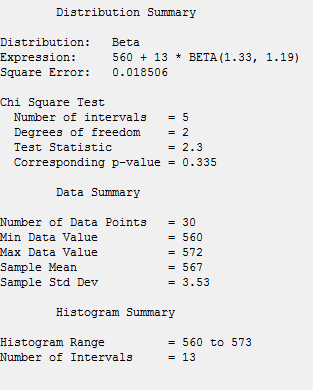 Distribution Summary
Distribution: Beta
Expression: 560 + 13 * BETA(1.33, 1.19)
Square Error: 0.018506
Chi Square Test
Number of intervals = 5
Degrees of freedom = 2
Test Statistic = 2.3
Corresponding p-value = 0.335
Data Summary
Number of Data Points = 30
Min Data Value = 560
Max Data Value = 572
Sample Mean = 567
Sample Std Dev = 3.53
Histogram Summary
Histogram Range = 560 to 573
Number of Intervals = 13